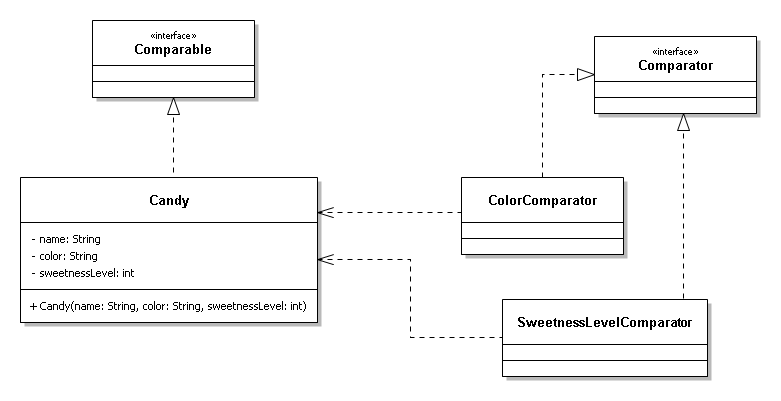 «interface»
Comparable
«interface»
Comparator
Candy
- name: String
- color: String
- sweetnessLevel: int
+ Candy(name: String, color: String, sweetnessLevel: int)
ColorComparator
SweetnessLevelComparator